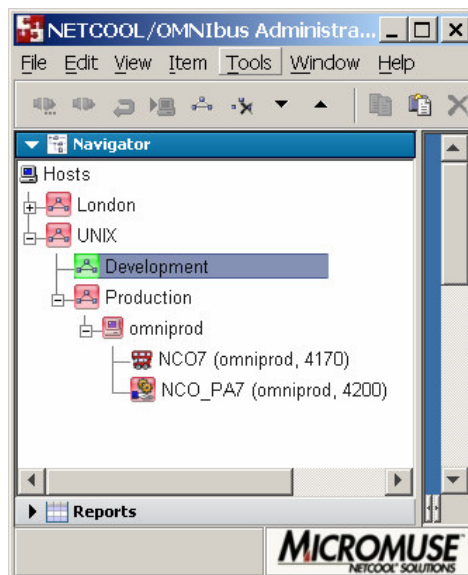 NETCOOL/OMNIbus Administra...
File Edit View Item Tools Window Help
Navigator
Hosts
London
UNIX
Development
Production
omniprod
NCO7 (omniprod, 4170)
NCO_PA7 (omniprod, 4200)
Reports
MICROMUSE
NETCOOL® SOLUTIONS